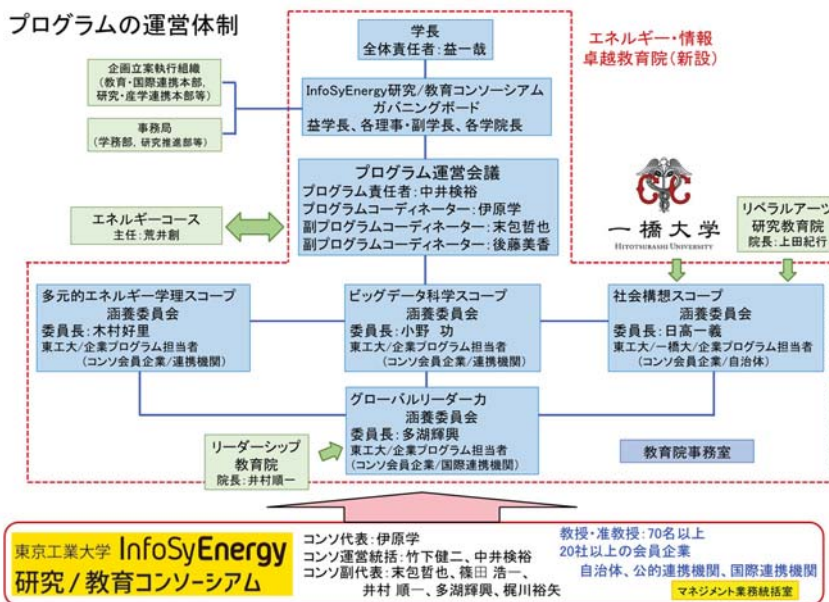 プログラムの運営体制
学長
全体責任者:益一哉
エネルギー・情報
卓越教育院(新設)
企画立案執行組織
(教育・国際連携本部,
研究・産学連携本部等)
事務局
(学務部、研究推進部等)
InfoSyEnergy研究/教育コンソーシアム
ガバニングボード
益学長、各理事・副学長、各学院長
プログラム運営会議
プログラム責任者:中井検裕
プログラムコーディネーター:伊原学
副プログラムコーディネーター:末包哲也
副プログラムコーディネーター:後藤美香
エネルギーコース
主任:荒井創
一橋大学
HITOTSUBASHI UNIVERSITY
リベラルアーツ
研究教育院
院長:上田紀行
多元的エネルギー学理スコープ
涵養委員会
委員長:木村好里
東工大/企業プログラム担当者
(コンソ会員企業/連携機関)
ビッグデータ科学スコープ
涵養委員会
委員長:小野 功
東工大/企業プログラム担当者
(コンソ会員企業/連携機関)
社会構想スコープ
涵養委員会
委員長:日高一義
東工大/一橋大/企業プログラム担当者
(コンソ会員企業/自治体)
グローバルリーダー力
涵養委員会
委員長:多湖輝興
東工大/企業プログラム担当者
(コンソ会員企業/国際連携機関)
リーダーシップ
教育院
院長:井村順一
教育院事務室
東京工業大学 InfoSyEnergy
研究/教育コンソーシアム
コンソ代表:伊原学
コンソ運営統括:竹下健二、中井検裕
コンソ副代表:末包哲也、篠田 浩一、
井村 順一、多湖輝興、梶川裕矢
教授・准教授:70名以上
20社以上の会員企業
自治体、公的連携機関、国際連携機関
マネジメント業務統括室